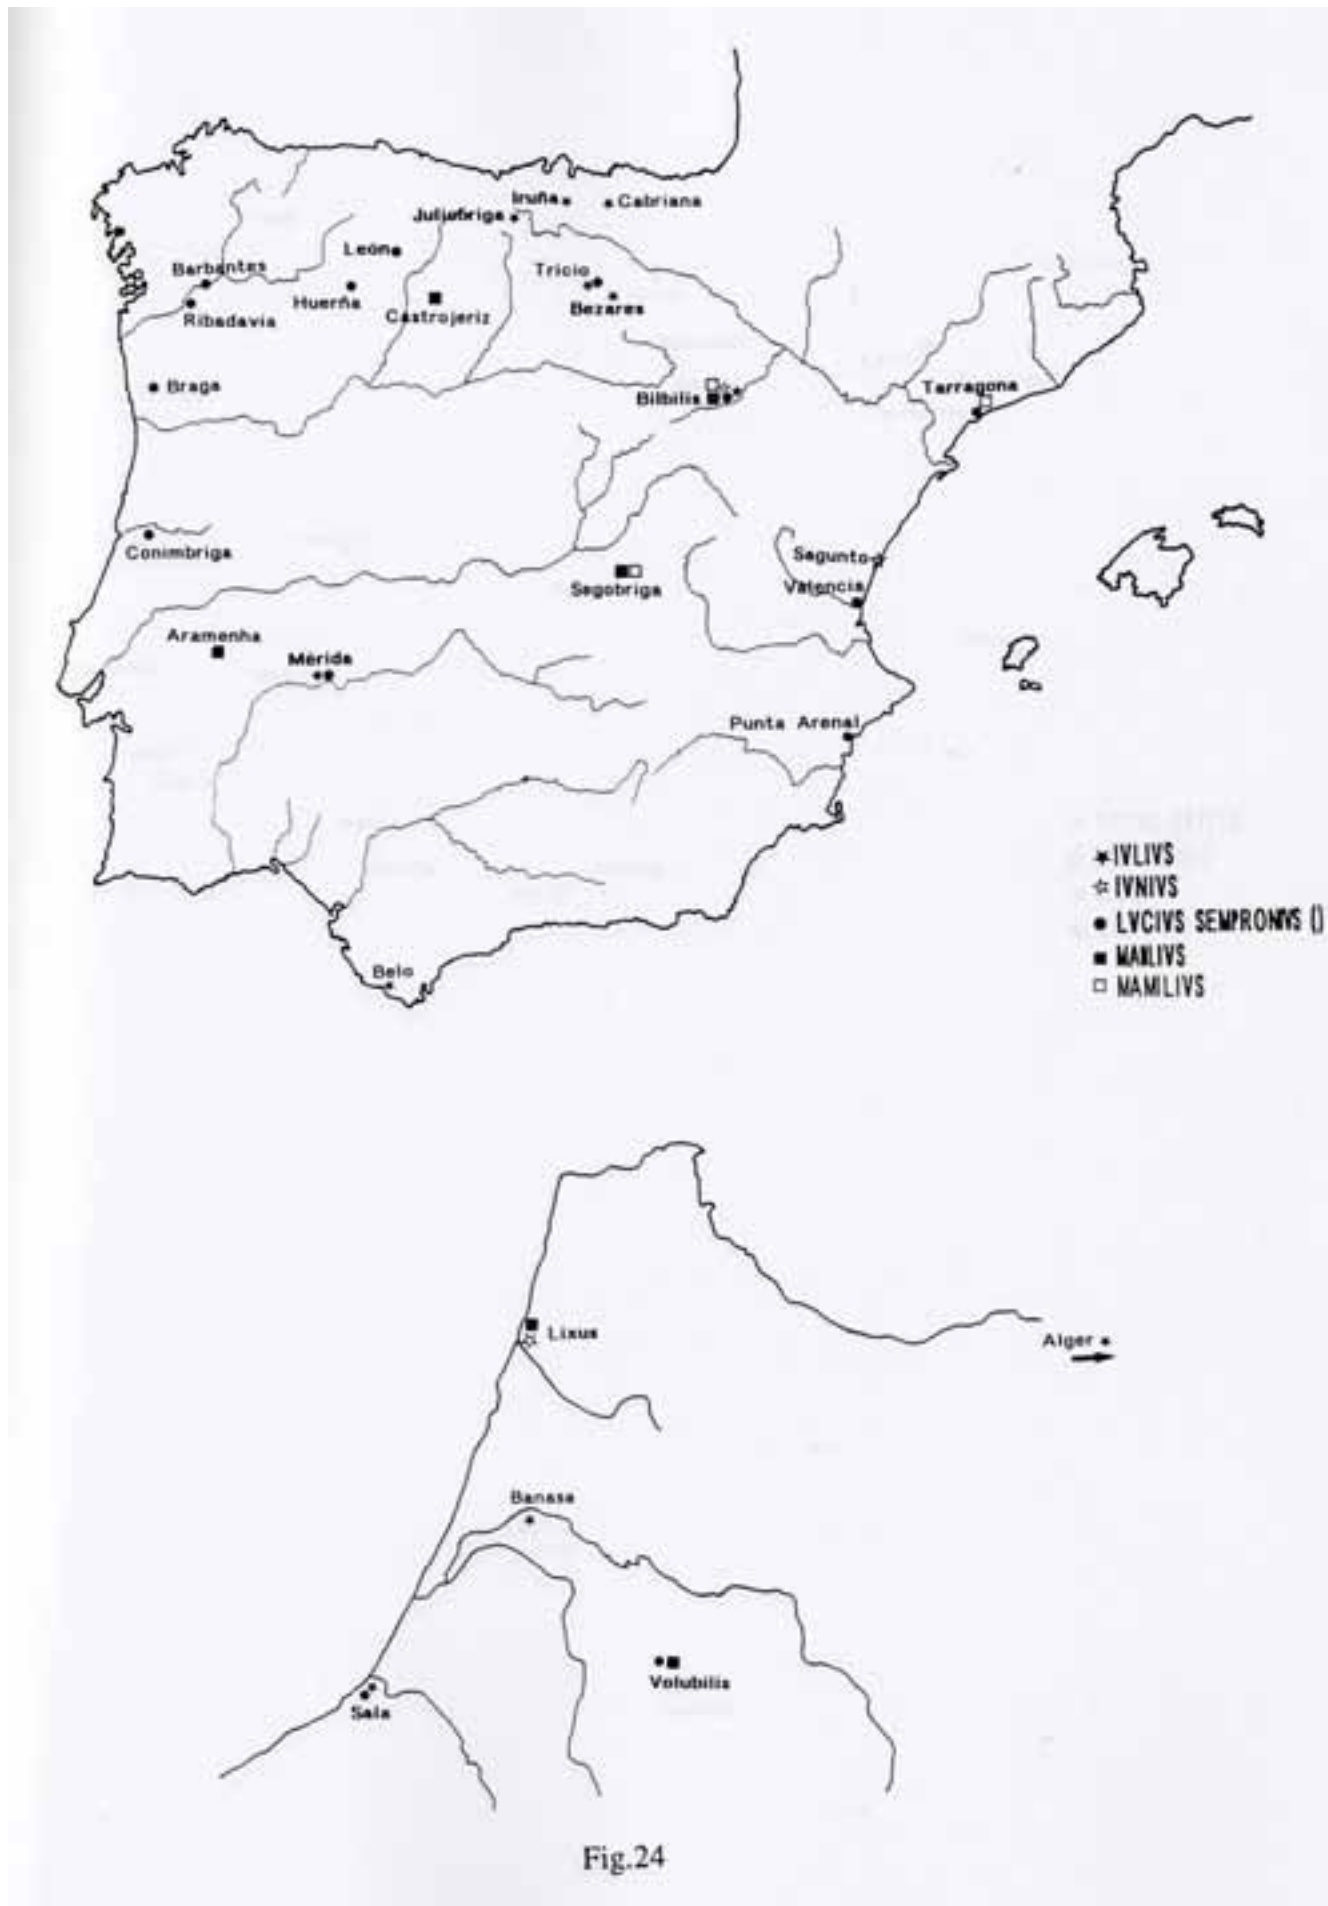 Iruña
Cabriana
Juliobriga
León
Barbantes
Tricio
Huerña
Castrojeriz
Bezares
Ribadavia
Braga
Bilbilis
Tarragona
Conimbriga
Sagunto
Segobriga
Valencia
Aramenha
Mérida
Punta Arenal
IVLIVS
IVNIVS
LVCIVS SEMPRONIVS ()
MANLIVS
MAMILIVS
Belo
Lixus
Alger
Banasa
Volubilis
Sala
Fig.24